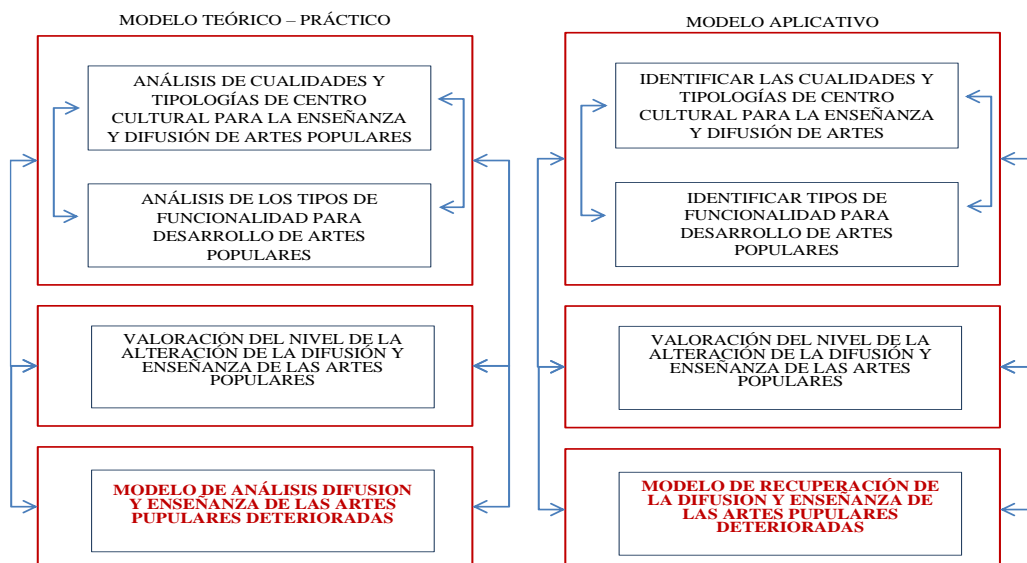 MODELO TEÓRICO – PRÁCTICO
ANÁLISIS DE CUALIDADES Y
TIPOLOGÍAS DE CENTRO
CULTURAL PARA LA ENSEÑANZA
Y DIFUSIÓN DE ARTES POPULARES
ANÁLISIS DE LOS TIPOS DE
FUNCIONALIDAD PARA
DESARROLLO DE ARTES
POPULARES
VALORACIÓN DEL NIVEL DE LA
ALTERACIÓN DE LA DIFUSIÓN Y
ENSEÑANZA DE LAS ARTES
POPULARES
MODELO DE ANÁLISIS DIFUSION
Y ENSEÑANZA DE LAS ARTES
PUPULARES DETERIORADAS
MODELO APLICATIVO
IDENTIFICAR LAS CUALIDADES Y
TIPOLOGÍAS DE CENTRO
CULTURAL PARA LA ENSEÑANZA
Y DIFUSIÓN DE ARTES
IDENTIFICAR TIPOS DE
FUNCIONALIDAD PARA
DESARROLLO DE ARTES
POPULARES
VALORACIÓN DEL NIVEL DE LA
ALTERACIÓN DE LA DIFUSIÓN Y
ENSEÑANZA DE LAS ARTES
POPULARES
MODELO DE RECUPERACIÓN DE
LA DIFUSION Y ENSEÑANZA DE
LAS ARTES PUPULARES
DETERIORADAS